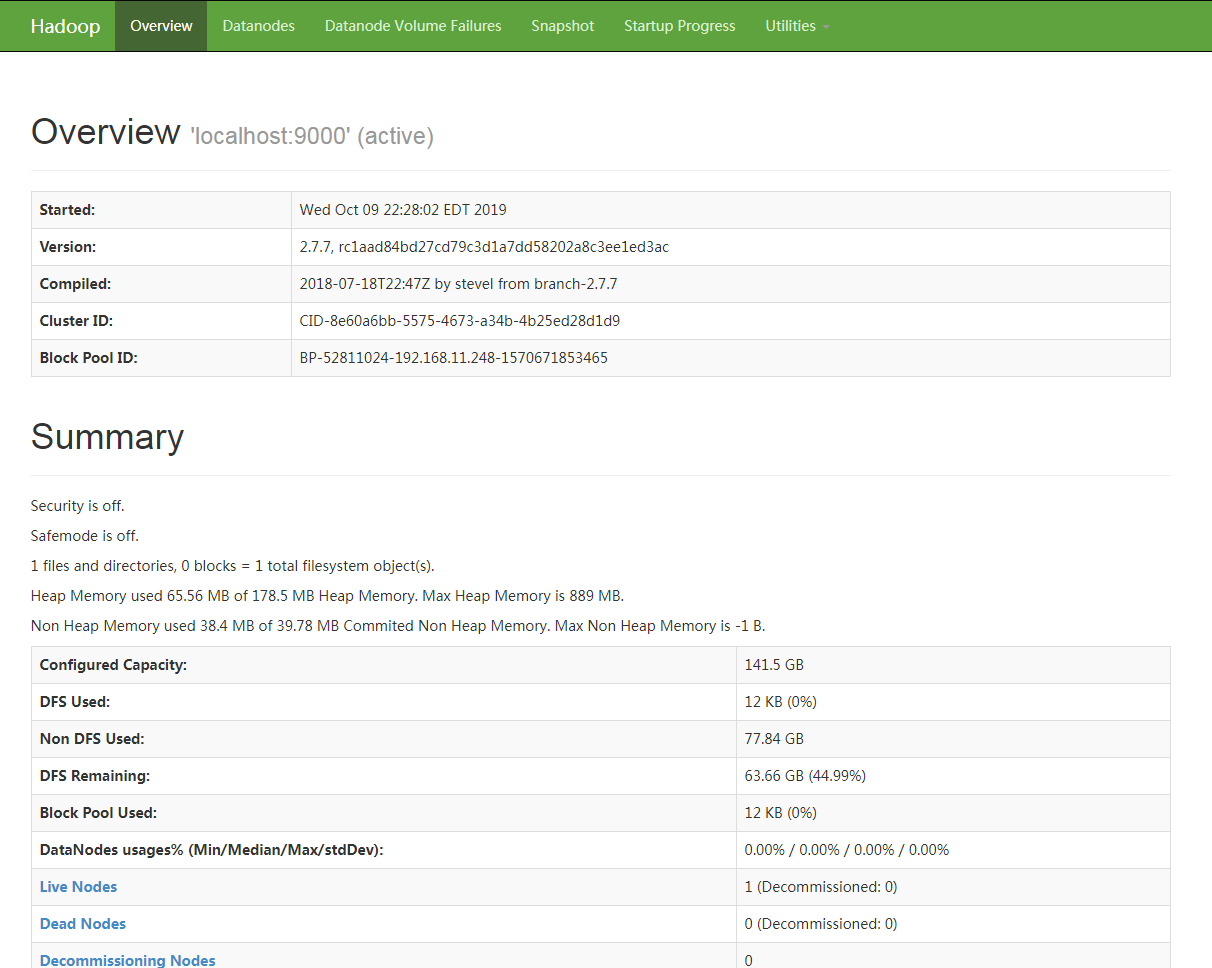 Hadoop Overview Datanodes Datanode Volume Failures Snapshot Startup Progress Utilities
Overview 'localhost:9000' (active)
Started: Wed Oct 09 22:28:02 EDT 2019
Version: 2.7.7, rc1aad84bd27cd79c3d1a7dd58202a8c3ee1ed3ac
Compiled: 2018-07-18T22:47Z by stevel from branch-2.7.7
Cluster ID: CID-8e60a6bb-5575-4673-a34b-4b25ed28d1d9
Block Pool ID: BP-52811024-192.168.11.248-1570671853465
Summary
Security is off.
Safemode is off.
1 files and directories, 0 blocks = 1 total filesystem object(s).
Heap Memory used 65.56 MB of 178.5 MB Heap Memory. Max Heap Memory is 889 MB.
Non Heap Memory used 38.4 MB of 39.78 MB Commited Non Heap Memory. Max Non Heap Memory is -1 B.
Configured Capacity: 141.5 GB
DFS Used: 12 KB (0%)
Non DFS Used: 77.84 GB
DFS Remaining: 63.66 GB (44.99%)
Block Pool Used: 12 KB (0%)
DataNodes usages% (Min/Median/Max/stdDev): 0.00% / 0.00% / 0.00% / 0.00%
Live Nodes 1 (Decommissioned: 0)
Dead Nodes 0 (Decommissioned: 0)
Decommissioning Nodes 0